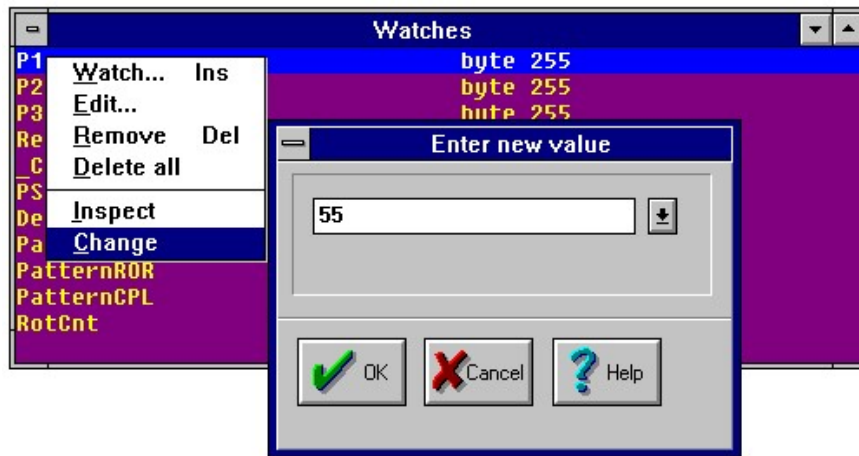 Watches
P1 byte 255
P2 byte 255
P3 byte 255
Re
_C
PS
De
Pa
PatternROR
PatternCPL
RotCnt
Watch... Ins
Edit...
Remove Del
Delete all
Inspect
Change
Enter new value
55
OK
Cancel
Help